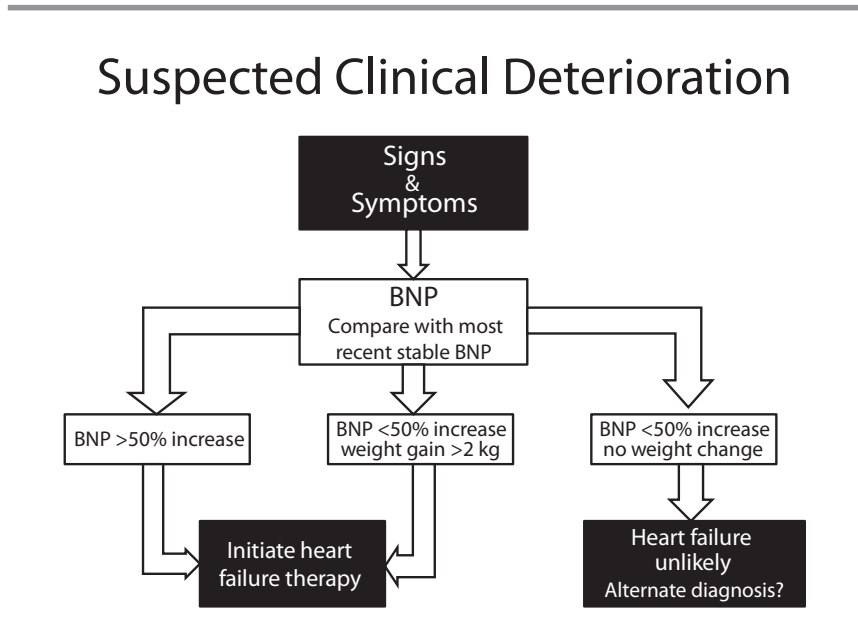 Suspected Clinical Deterioration
Signs
&
Symptoms
BNP
Compare with most
recent stable BNP
BNP >50% increase
BNP <50% increase
weight gain >2 kg
BNP <50% increase
no weight change
Initiate heart
failure therapy
Heart failure
unlikely
Alternate diagnosis?